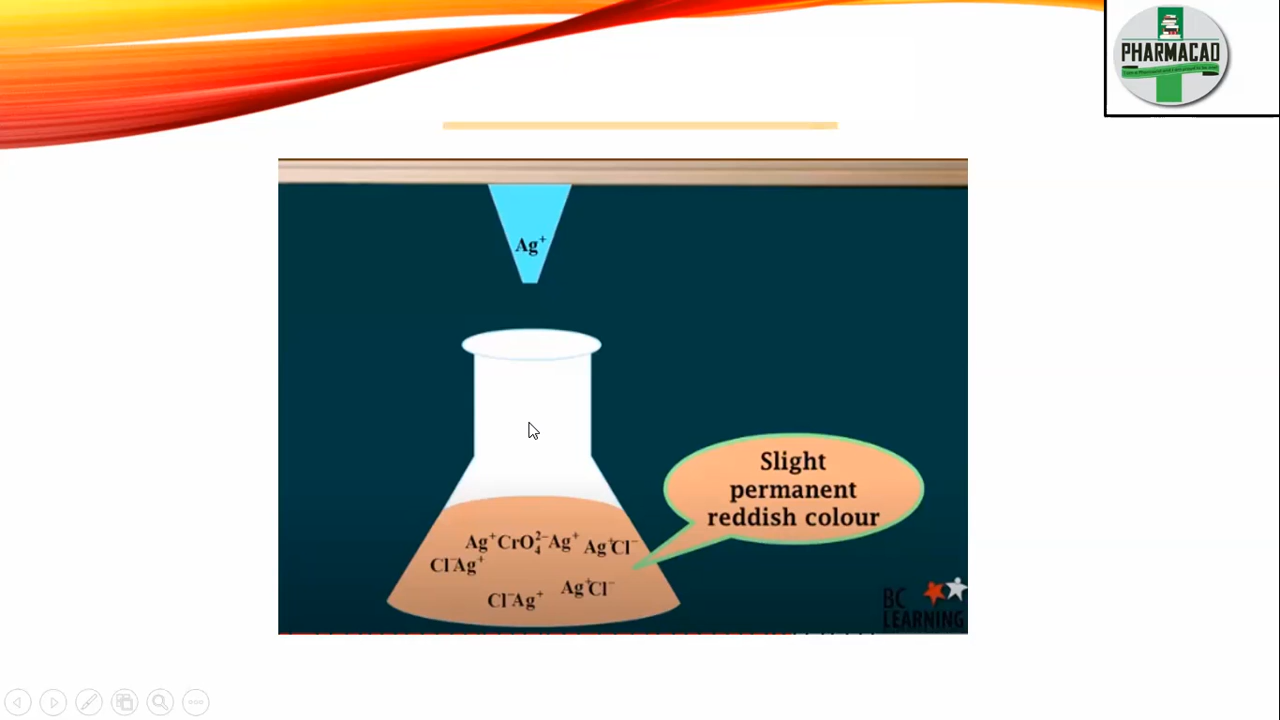 PHARMACAD
Ag⁺
Slight
permanent
reddish colour
Ag⁺CrO₄²⁻Ag⁺ Ag⁺Cl⁻
Cl⁻Ag⁺
Ag⁺Cl⁻
Cl⁻Ag⁺
BC
LEARNING